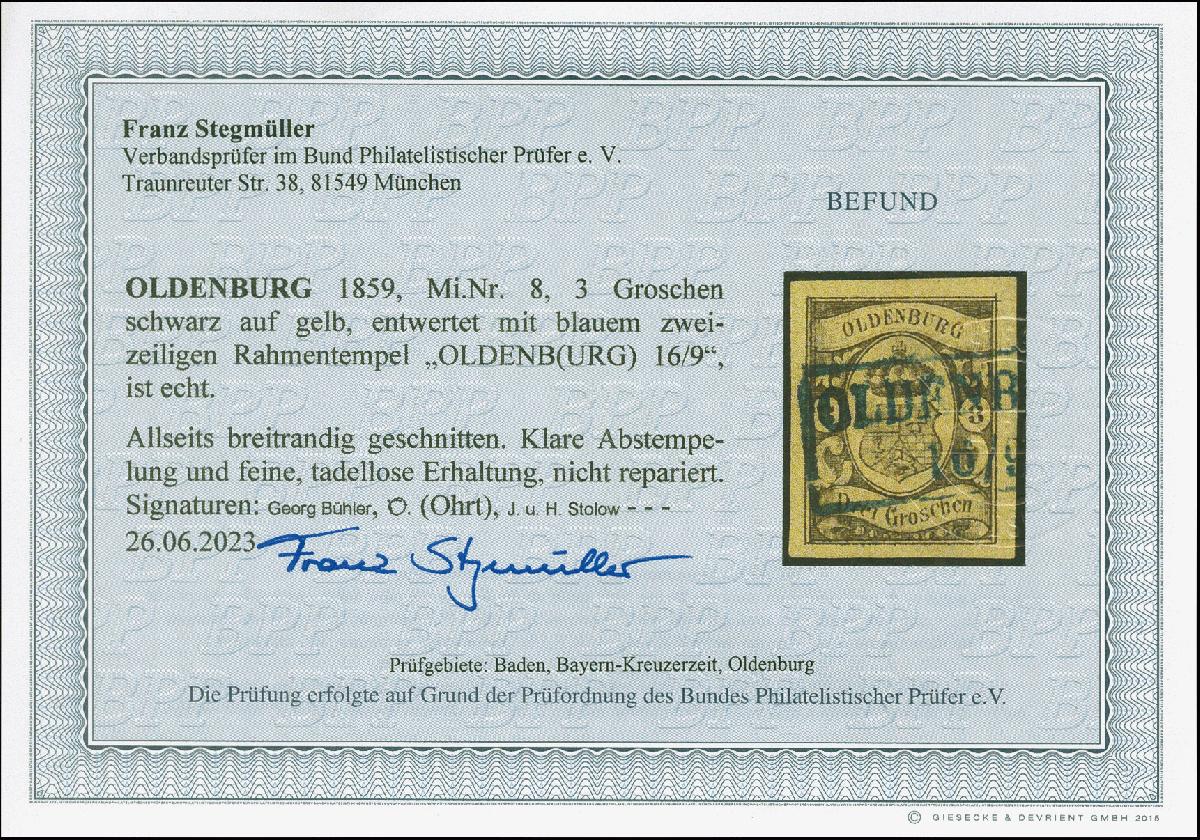 Franz Stegmüller
Verbandsprüfer im Bund Philatelistischer Prüfer e. V.
Traunreuter Str. 38, 81549 München
BEFUND
OLDENBURG 1859, Mi.Nr. 8, 3 Groschen
schwarz auf gelb, entwertet mit blauem zwei-
zeiligen Rahmentempel „OLDENB(URG) 16/9“,
ist echt.
Allseits breitrandig geschnitten. Klare Abstempe-
lung und feine, tadellose Erhaltung, nicht repariert.
Signaturen: Georg Bühler, O. (Ohrt), J. u. H. Stolow - - -
26.06.2023 Franz Stegmüller
OLDENBURG
OLDENB
3
16/9
Drei Groschen
Prüfgebiete: Baden, Bayern-Kreuzerzeit, Oldenburg
Die Prüfung erfolgte auf Grund der Prüfordnung des Bundes Philatelistischer Prüfer e.V.
BPP
© GIESECKE & DEVRIENT GMBH 2015